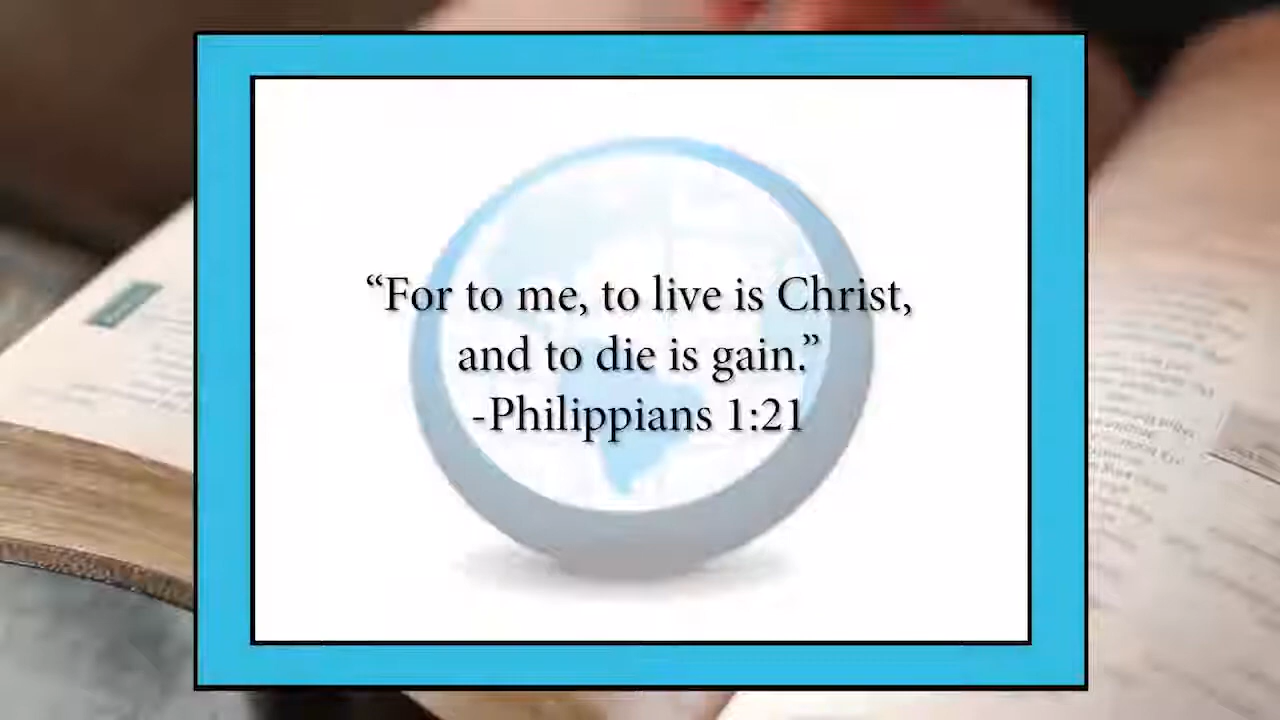 “For to me, to live is Christ,
and to die is gain.”
-Philippians 1:21